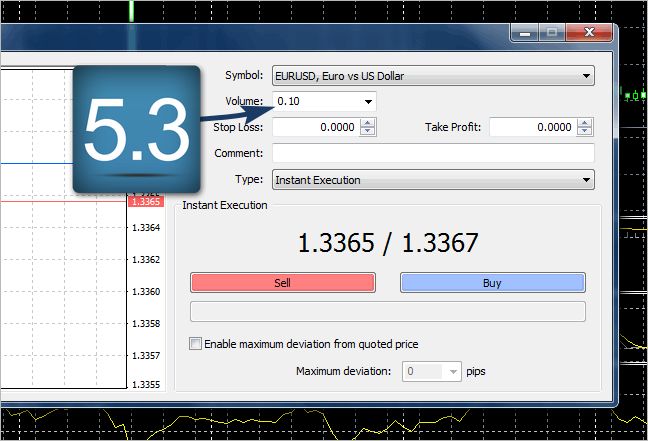 Symbol: EURUSD, Euro vs US Dollar
5.3
Volume: 0.10
Stop Loss: 0.0000 Take Profit: 0.0000
Comment:
Type: Instant Execution
Instant Execution
1.3365
1.3364
1.3362
1.3360
1.3358
1.3357
1.3355
1.3365 / 1.3367
Sell Buy
Enable maximum deviation from quoted price
Maximum deviation: 0 pips